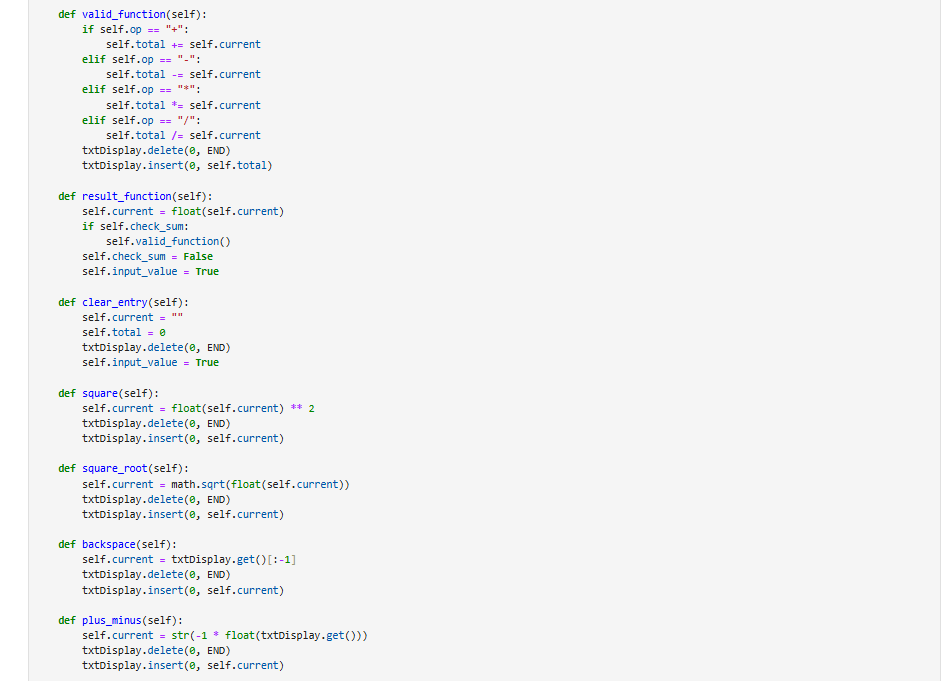 def valid_function(self):
if self.op == "+":
self.total += self.current
elif self.op == "-":
self.total -= self.current
elif self.op == "*":
self.total *= self.current
elif self.op == "/":
self.total /= self.current
txtDisplay.delete(0, END)
txtDisplay.insert(0, self.total)
def result_function(self):
self.current = float(self.current)
if self.check_sum:
self.valid_function()
self.check_sum = False
self.input_value = True
def clear_entry(self):
self.current = ""
self.total = 0
txtDisplay.delete(0, END)
self.input_value = True
def square(self):
self.current = float(self.current) ** 2
txtDisplay.delete(0, END)
txtDisplay.insert(0, self.current)
def square_root(self):
self.current = math.sqrt(float(self.current))
txtDisplay.delete(0, END)
txtDisplay.insert(0, self.current)
def backspace(self):
self.current = txtDisplay.get()[:-1]
txtDisplay.delete(0, END)
txtDisplay.insert(0, self.current)
def plus_minus(self):
self.current = str(-1 * float(txtDisplay.get()))
txtDisplay.delete(0, END)
txtDisplay.insert(0, self.current)